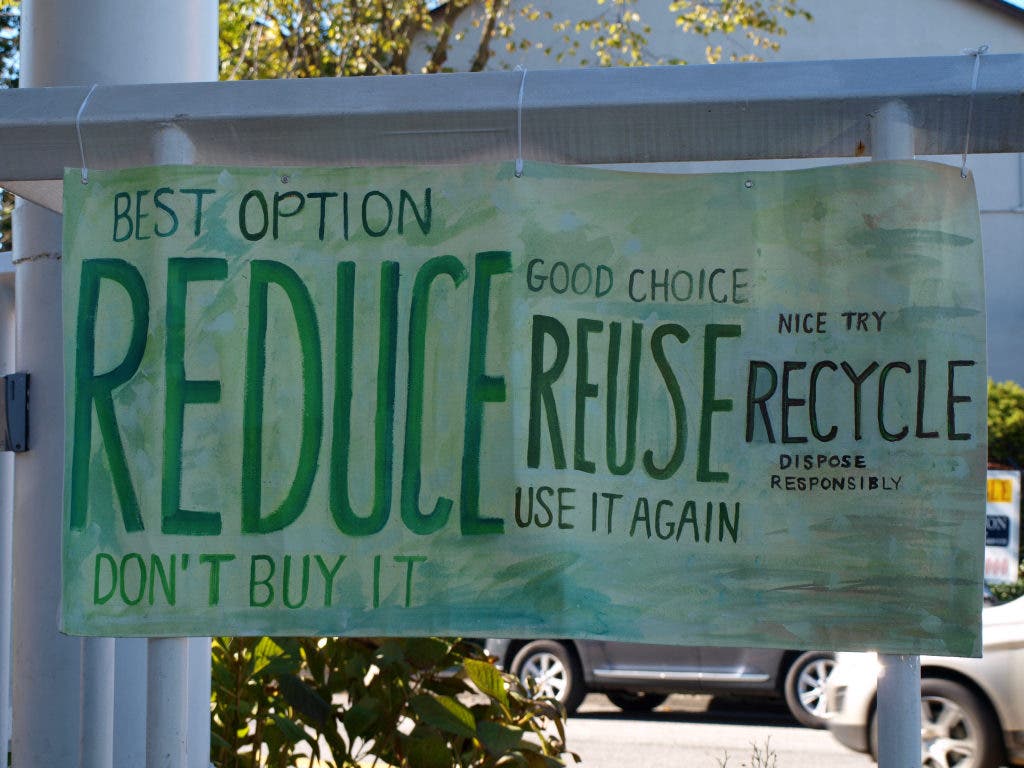 BEST OPTION
REDUCE
DON'T BUY IT
GOOD CHOICE
REUSE
USE IT AGAIN
NICE TRY
RECYCLE
DISPOSE
RESPONSIBLY